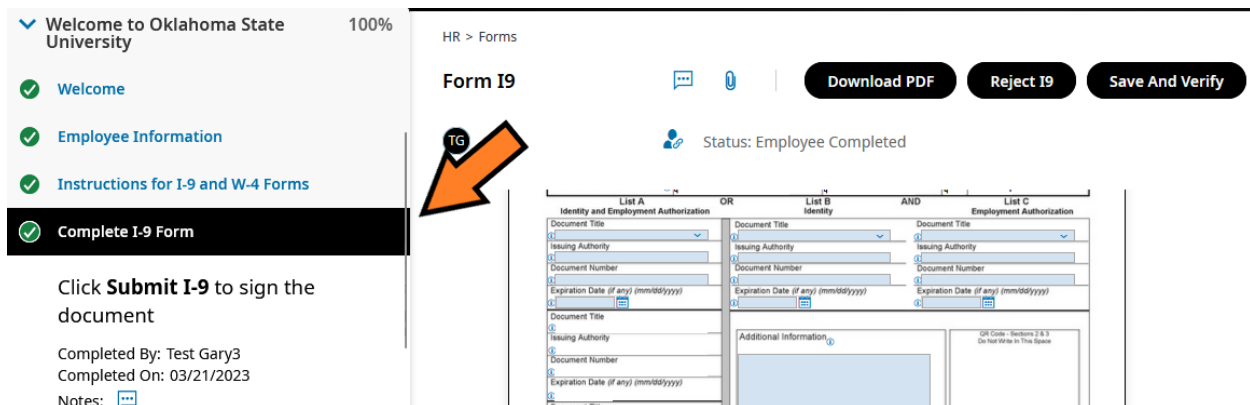 Welcome to Oklahoma State University 100%
Welcome
Employee Information
Instructions for I-9 and W-4 Forms
Complete I-9 Form
Click Submit I-9 to sign the
document
Completed By: Test Gary3
Completed On: 03/21/2023
Notes:
HR > Forms
Form I9
Download PDF
Reject I9
Save And Verify
TG
Status: Employee Completed
List A OR List B AND List C
Identity and Employment Authorization Identity Employment Authorization
Document Title Document Title Document Title
Issuing Authority Issuing Authority Issuing Authority
Document Number Document Number Document Number
Expiration Date (if any) (mm/dd/yyyy) Expiration Date (if any) (mm/dd/yyyy) Expiration Date (if any) (mm/dd/yyyy)
Document Title
Issuing Authority
Document Number
Expiration Date (if any) (mm/dd/yyyy)
Additional Information
QR Code - Sections 2 & 3
Do Not Write In This Space